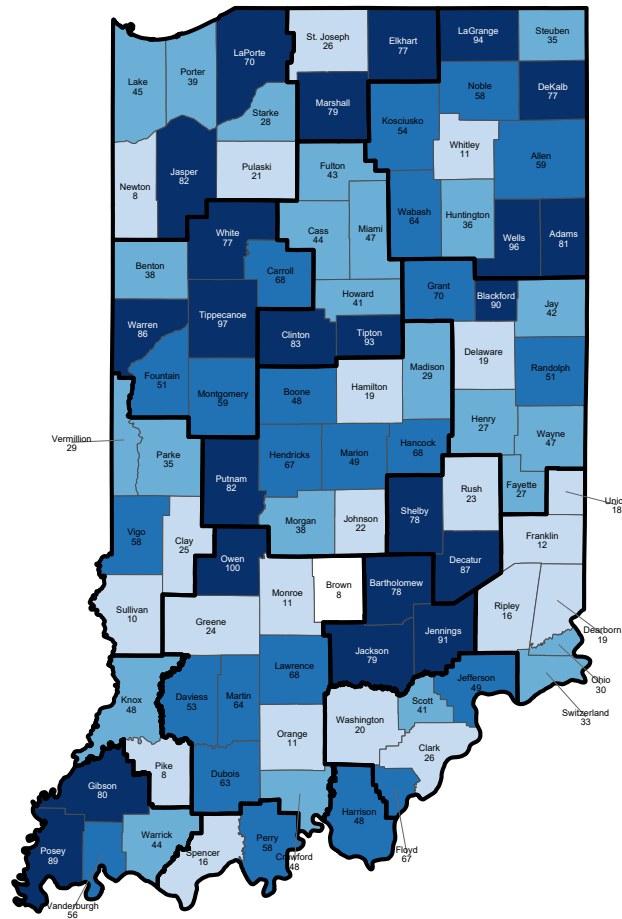 St. Joseph
26
Elkhart
77
LaGrange
94
Steuben
35
LaPorte
70
Lake
45
Porter
39
Noble
58
DeKalb
77
Marshall
79
Starke
28
Kosciusko
54
Whitley
11
Allen
59
Newton
8
Jasper
82
Pulaski
21
Fulton
43
Cass
44
Miami
47
Wabash
64
Huntington
36
Wells
96
Adams
81
White
77
Benton
38
Carroll
68
Howard
41
Grant
70
Blackford
90
Jay
42
Warren
86
Tippecanoe
97
Clinton
83
Tipton
93
Delaware
19
Randolph
51
Fountain
51
Montgomery
59
Boone
48
Hamilton
19
Madison
29
Henry
27
Wayne
47
Vermillion
29
Parke
35
Putnam
82
Hendricks
67
Marion
49
Hancock
68
Rush
23
Fayette
27
Unio
18
Vigo
58
Clay
25
Morgan
38
Johnson
22
Shelby
78
Franklin
12
Owen
100
Decatur
87
Sullivan
10
Greene
24
Monroe
11
Brown
8
Bartholomew
78
Ripley
16
Dearborn
19
Jennings
91
Jackson
79
Ohio
30
Switzerland
33
Knox
48
Daviess
53
Martin
64
Lawrence
68
Jefferson
49
Scott
41
Washington
20
Orange
11
Clark
26
Gibson
80
Pike
8
Dubois
63
Harrison
48
Floyd
67
Posey
89
Warrick
44
Spencer
16
Perry
58
Crawford
48
Vanderburgh
56